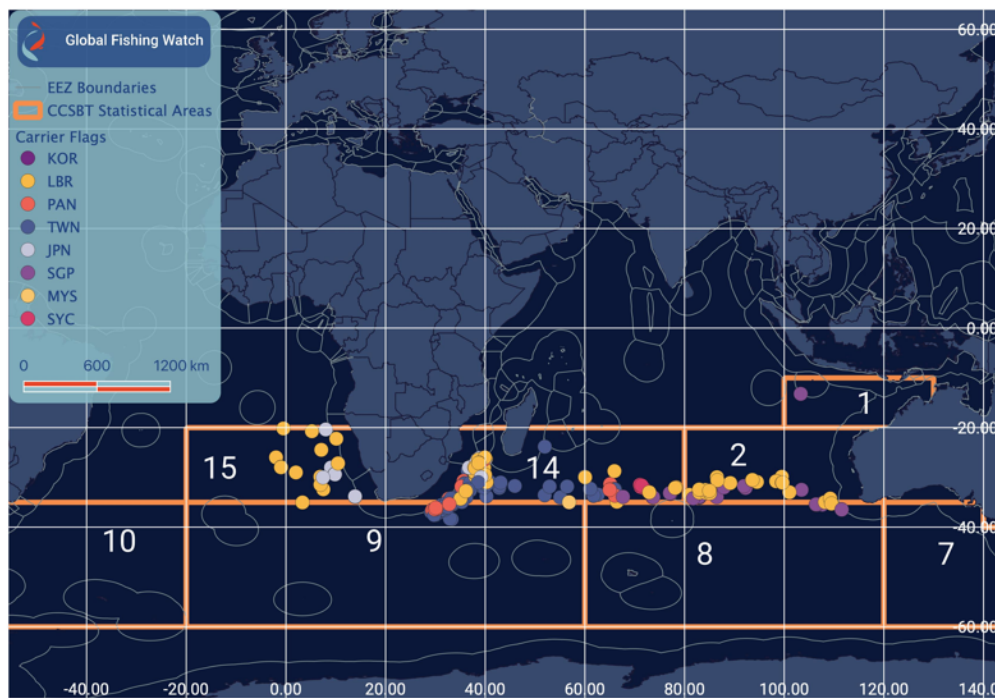 Global Fishing Watch
EEZ Boundaries
CCSBT Statistical Areas
Carrier Flags
KOR
LBR
PAN
TWN
JPN
SGP
MYS
SYC
0 600 1200 km
60.00
40.00
20.00
0.00
1
-20.00
15 14 2
-40.00
10 9 8 7
-60.00
-40.00 -20.00 0.00 20.00 40.00 60.00 80.00 100.00 120.00 140.